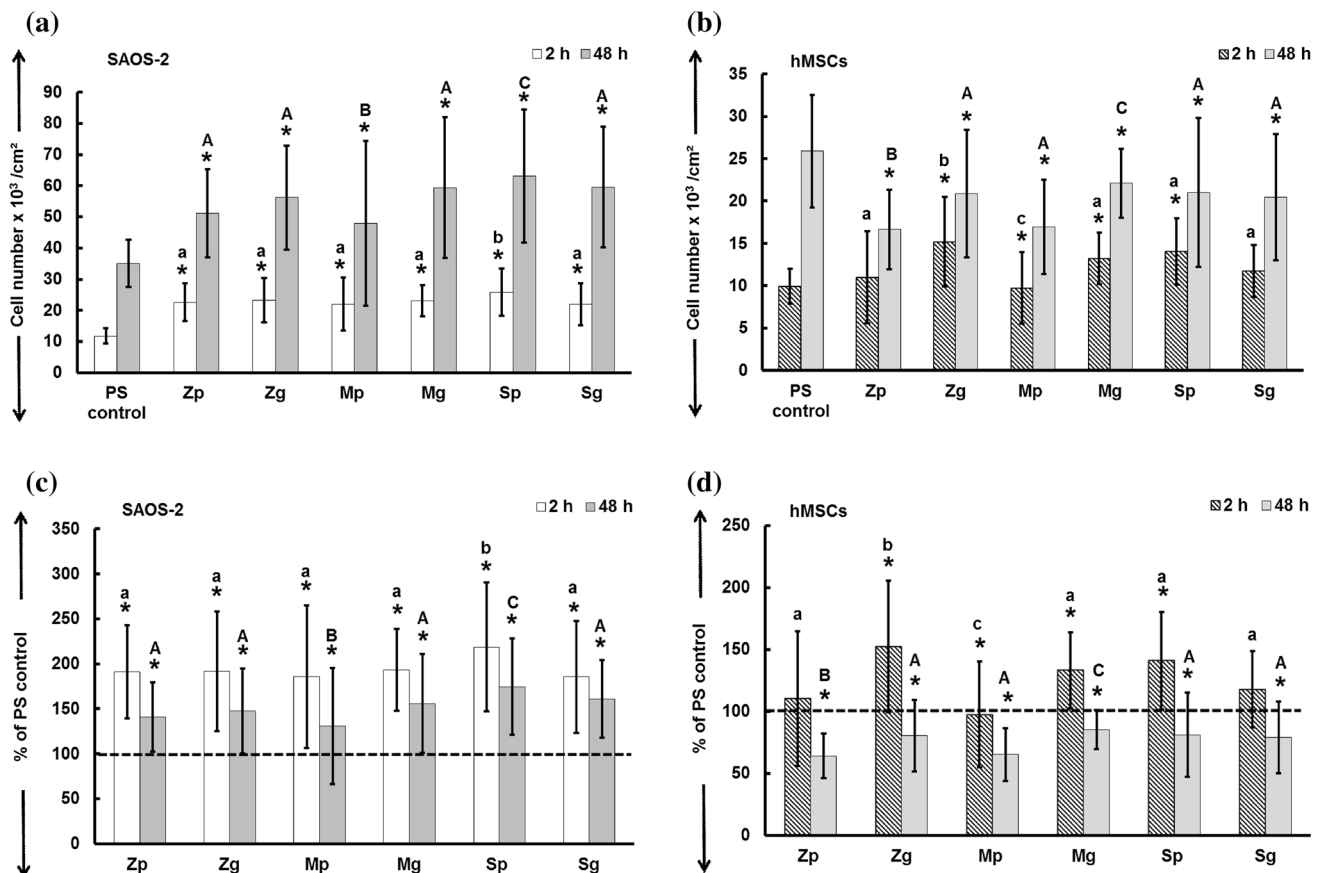 (a)
SAOS-2
2 h 48 h
Cell number x 10³ /cm²
90
80
70
60
50
40
30
20
10
0
a * A *
a * A *
a * B *
a * A *
b * C *
a * A *
PS control Zp Zg Mp Mg Sp Sg
(b)
hMSCs
2 h 48 h
Cell number x 10³ /cm²
35
30
25
20
15
10
5
0
a B *
b * A *
c * A *
a * C *
a * A *
a A *
PS control Zp Zg Mp Mg Sp Sg
(c)
SAOS-2
2 h 48 h
% of PS control
350
300
250
200
150
100
50
0
a * A *
a * A *
a * B *
a * A *
b * C *
a * A *
Zp Zg Mp Mg Sp Sg
(d)
hMSCs
2 h 48 h
% of PS control
250
200
150
100
50
0
a B *
b * A *
c * A *
a * C *
a * A *
a A *
Zp Zg Mp Mg Sp Sg